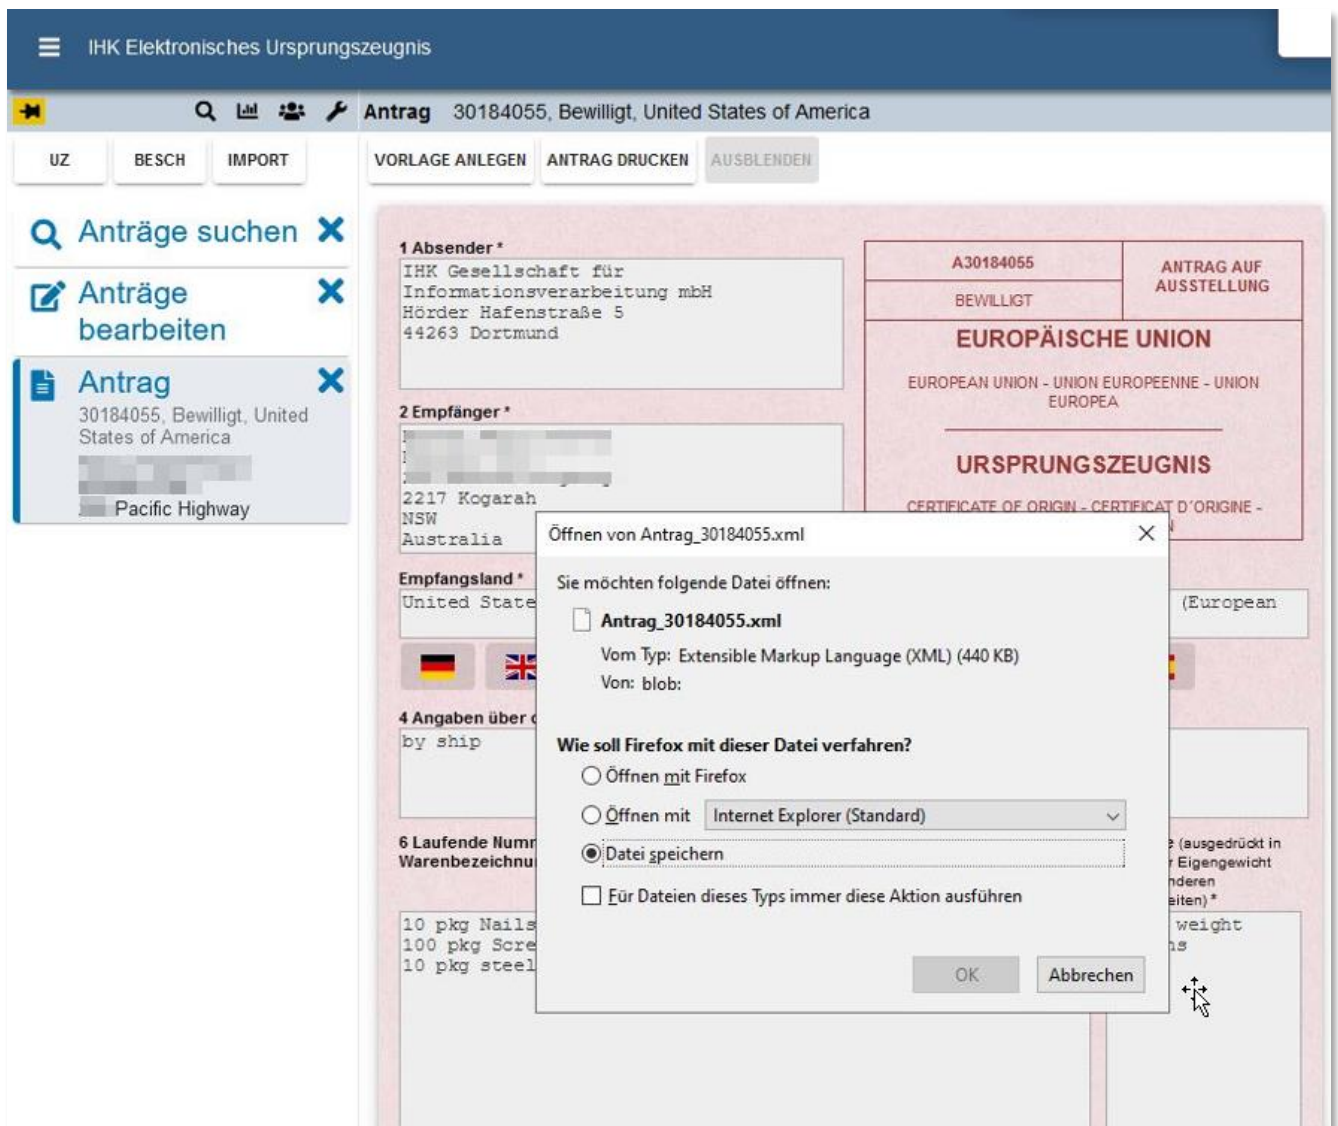 IHK Elektronisches Ursprungszeugnis
Antrag 30184055, Bewilligt, United States of America
UZ BESCH IMPORT
VORLAGE ANLEGEN ANTRAG DRUCKEN AUSBLENDEN
Anträge suchen
Anträge
bearbeiten
Antrag
30184055, Bewilligt, United
States of America
Pacific Highway
1 Absender *
IHK Gesellschaft für
Informationsverarbeitung mbH
Hörder Hafenstraße 5
44263 Dortmund
A30184055
BEWILLIGT
ANTRAG AUF
AUSSTELLUNG
EUROPÄISCHE UNION
EUROPEAN UNION - UNION EUROPEENNE - UNION
EUROPEA
URSPRUNGSZEUGNIS
CERTIFICATE OF ORIGIN - CERTIFICAT D´ORIGINE -
2 Empfänger *
2217 Kogarah
NSW
Australia
Empfangsland *
United State
(European
4 Angaben über
by ship
6 Laufende Numr
Warenbezeichnu
10 pkg Nails
100 pkg Scre
10 pkg steel
(ausgedrückt in
Eigengewicht
nderen
eiten) *
weight
ns
Öffnen von Antrag_30184055.xml
Sie möchten folgende Datei öffnen:
Antrag_30184055.xml
Vom Typ: Extensible Markup Language (XML) (440 KB)
Von: blob:
Wie soll Firefox mit dieser Datei verfahren?
Öffnen mit Firefox
Öffnen mit Internet Explorer (Standard)
Datei speichern
Für Dateien dieses Typs immer diese Aktion ausführen
OK Abbrechen